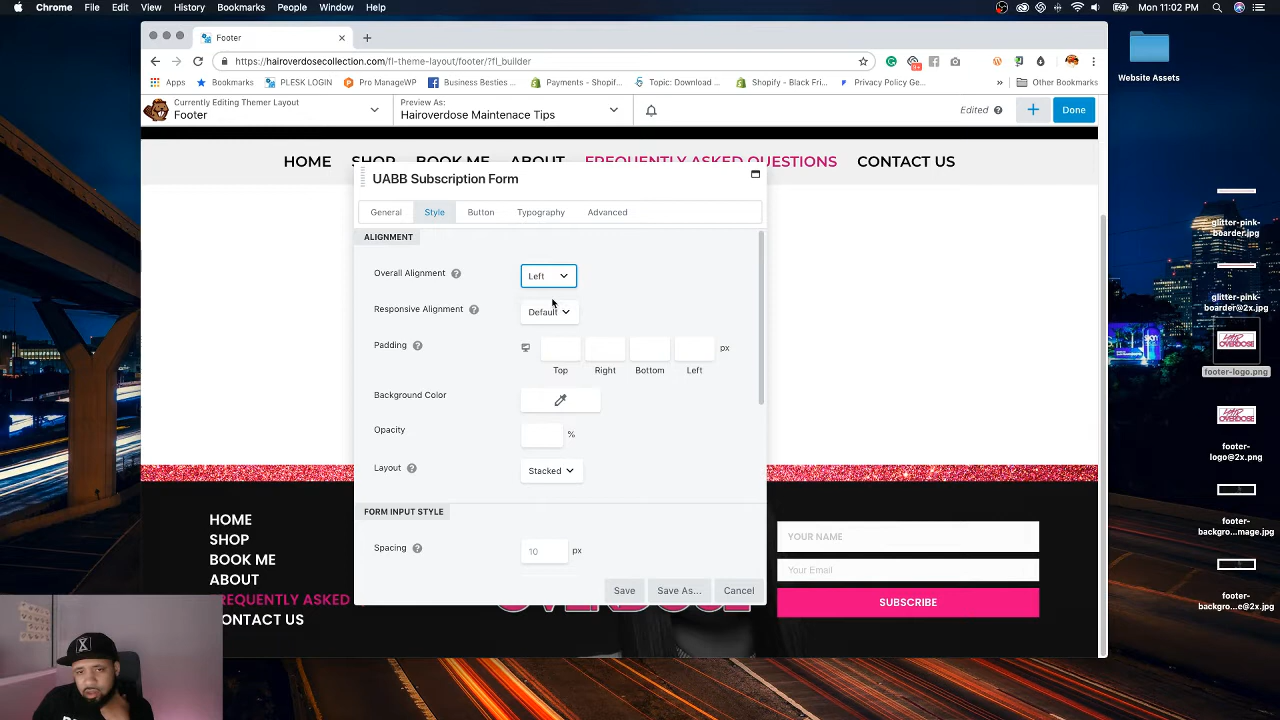 Chrome File Edit View History Bookmarks People Window Help
Mon 11:02 PM
Footer
https://hairoverdosecollection.com/fl-theme-layout/footer/?fl_builder
9+
Apps Bookmarks PLESK LOGIN Pro ManageWP Business Besties ... Payments - Shopif... Topic: Download ... Shopify - Black Fri... Privacy Policy Ge... » Other Bookmarks
Currently Editing Themer Layout
Footer
Preview As:
Hairoverdose Maintenace Tips
Edited
Done
HOME SHOP BOOK ME ABOUT FREQUENTLY ASKED QUESTIONS CONTACT US
UABB Subscription Form
General Style Button Typography Advanced
ALIGNMENT
Overall Alignment Left
Responsive Alignment Default
Padding px
Top Right Bottom Left
Background Color
Opacity %
Layout Stacked
FORM INPUT STYLE
Spacing 10 px
Save Save As... Cancel
HOME
SHOP
BOOK ME
ABOUT
FREQUENTLY ASKED
CONTACT US
YOUR NAME
Your Email
SUBSCRIBE
Website Assets
glitter-pink-
boarder.jpg
glitter-pink-
boarder@2x.jpg
OVERDOSE
footer-logo.png
footer-
logo@2x.png
footer-
backgro...mage.jpg
footer-
backgro...e@2x.jpg